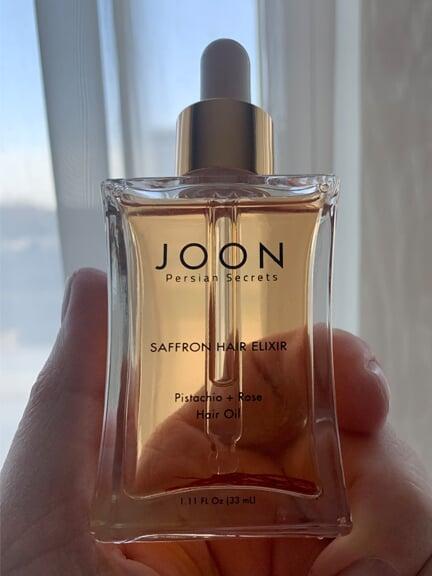 JOON
Persian Secrets
SAFFRON HAIR ELIXIR
Pistachio + Rose
Hair Oil
1.11 FL Oz (33 mL)